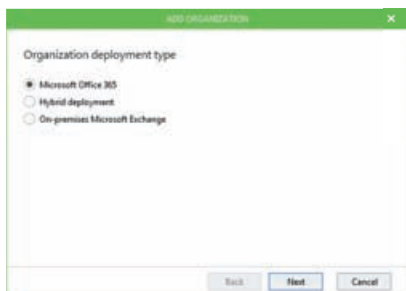 ADD ORGANIZATION
Organization deployment type
Microsoft Office 365
Hybrid deployment
On-premises Microsoft Exchange
Back Next Cancel